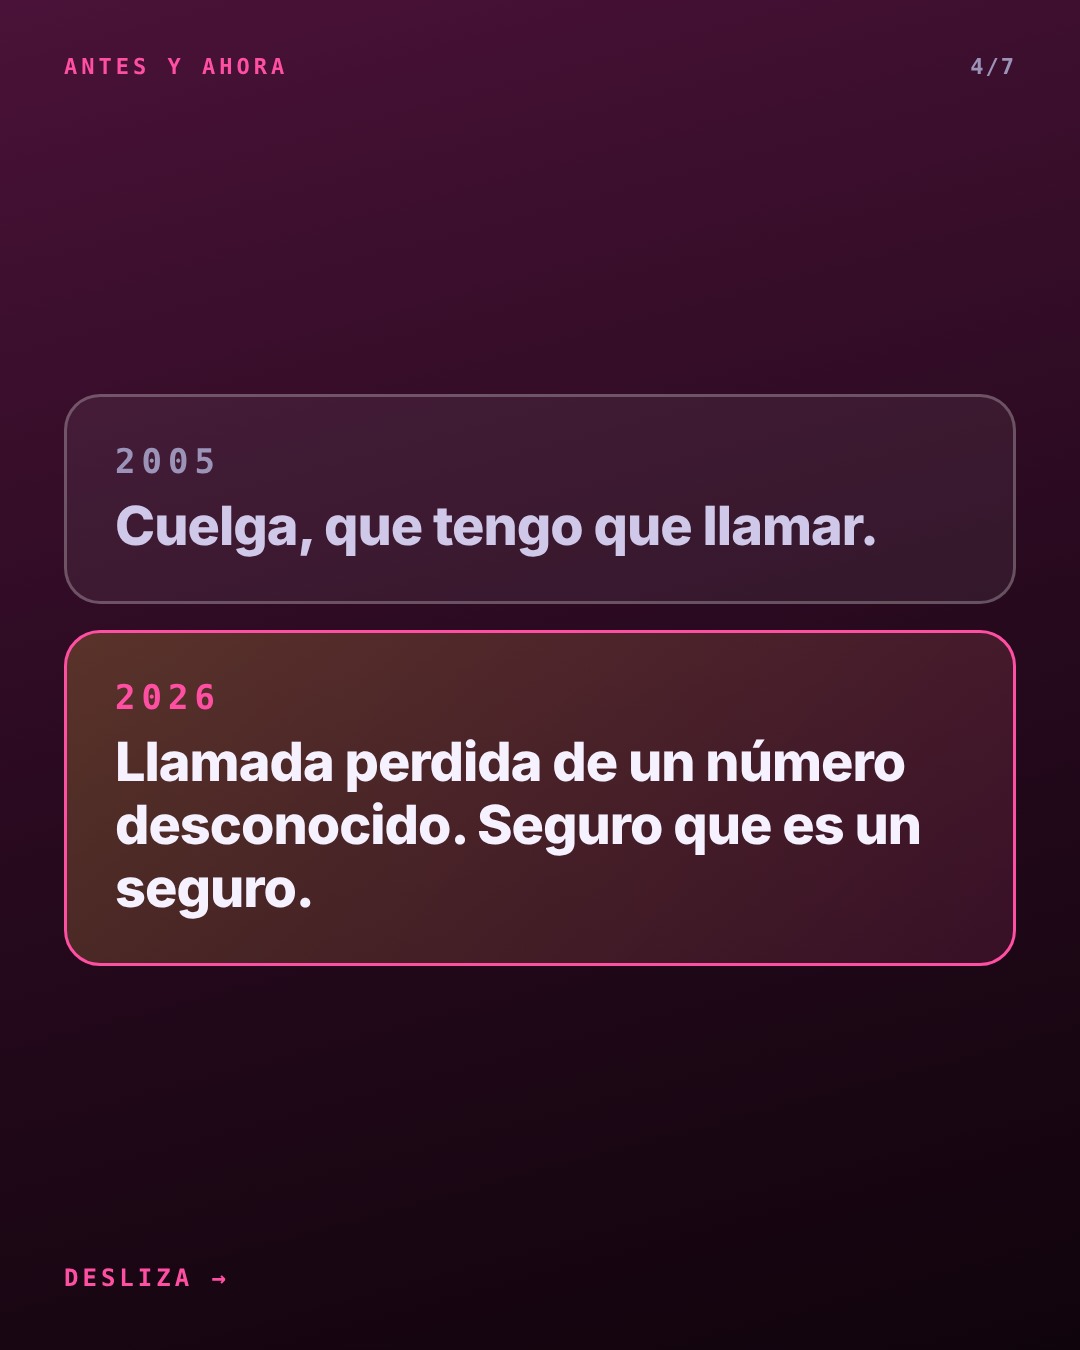 ANTES Y AHORA
4/7
2005
Cuelga, que tengo que llamar.
2026
Llamada perdida de un número
desconocido. Seguro que es un
seguro.
DESLIZA →